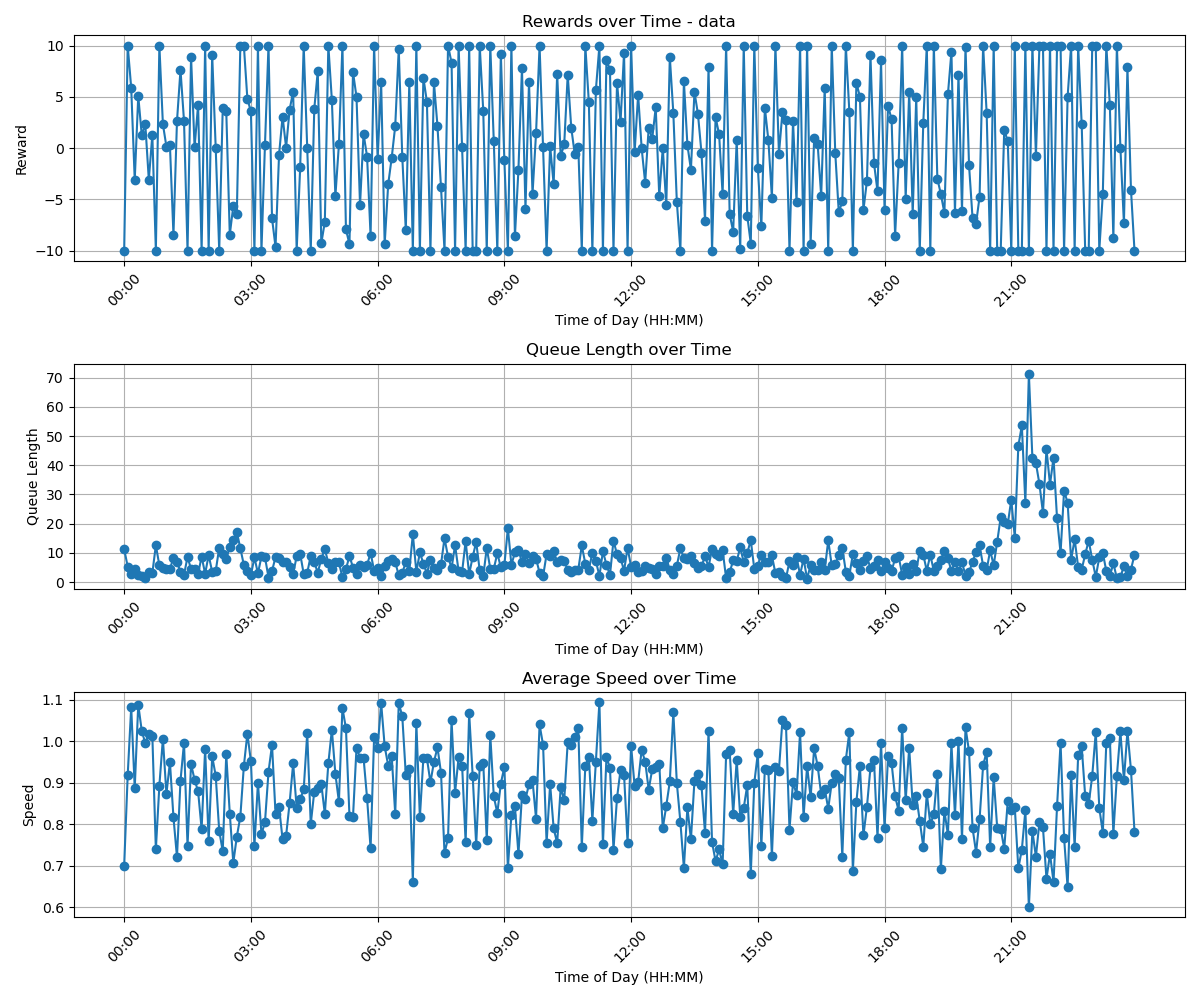 Rewards over Time - data
Reward
10
5
0
−5
−10
00:00 03:00 06:00 09:00 12:00 15:00 18:00 21:00
Time of Day (HH:MM)
Queue Length over Time
Queue Length
70
60
50
40
30
20
10
0
00:00 03:00 06:00 09:00 12:00 15:00 18:00 21:00
Time of Day (HH:MM)
Average Speed over Time
Speed
1.1
1.0
0.9
0.8
0.7
0.6
00:00 03:00 06:00 09:00 12:00 15:00 18:00 21:00
Time of Day (HH:MM)